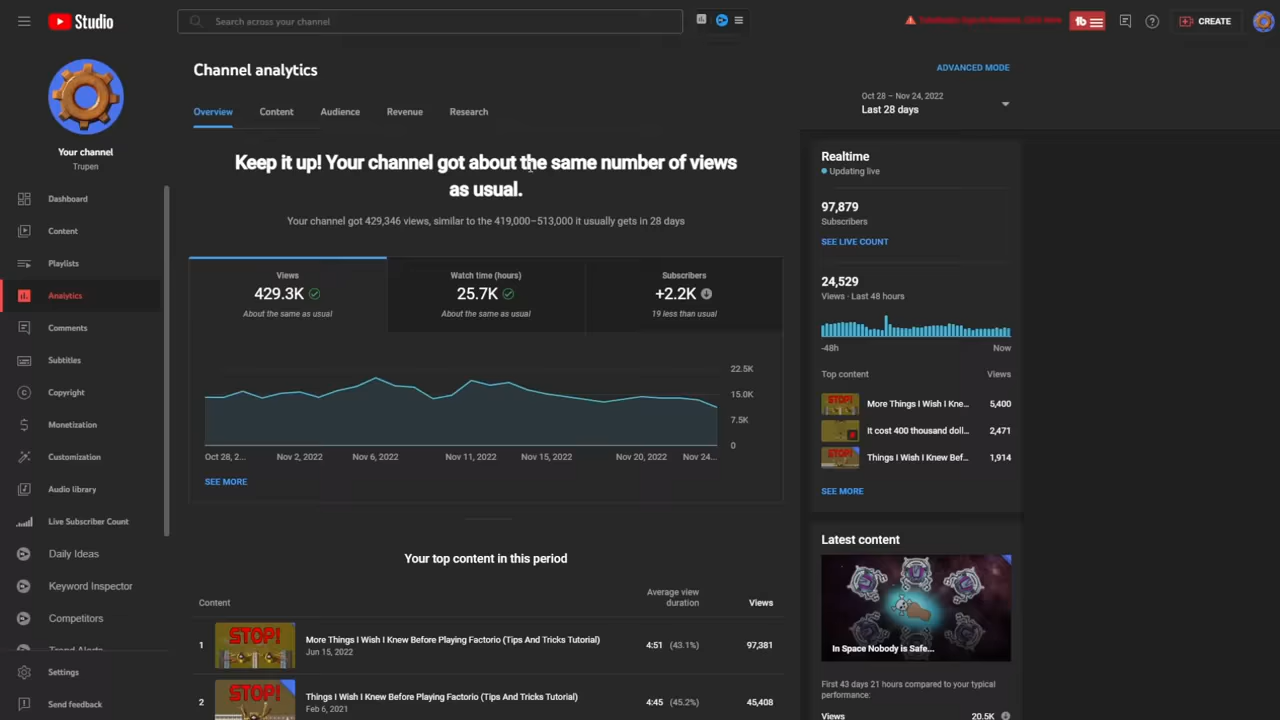 Studio
Search across your channel
tb
CREATE
Your channel
Trupen
Dashboard
Content
Playlists
Analytics
Comments
Subtitles
Copyright
Monetization
Customization
Audio library
Live Subscriber Count
Daily Ideas
Keyword Inspector
Competitors
Trend Alerts
Settings
Send feedback
Channel analytics
ADVANCED MODE
Overview
Content
Audience
Revenue
Research
Oct 28 – Nov 24, 2022
Last 28 days
Keep it up! Your channel got about the same number of views
as usual.
Your channel got 429,346 views, similar to the 419,000–513,000 it usually gets in 28 days
Views
429.3K
About the same as usual
Watch time (hours)
25.7K
About the same as usual
Subscribers
+2.2K
19 less than usual
22.5K
15.0K
7.5K
0
Oct 28, 2...
Nov 2, 2022
Nov 6, 2022
Nov 11, 2022
Nov 15, 2022
Nov 20, 2022
Nov 24...
SEE MORE
Your top content in this period
Content
Average view
duration
Views
1
STOP!
More Things I Wish I Knew Before Playing Factorio (Tips And Tricks Tutorial)
Jun 15, 2022
4:51 (43.1%)
97,381
2
STOP!
Things I Wish I Knew Before Playing Factorio (Tips And Tricks Tutorial)
Feb 6, 2021
4:45 (45.2%)
45,408
Realtime
Updating live
97,879
Subscribers
SEE LIVE COUNT
24,529
Views · Last 48 hours
-48h
Now
Top content
Views
STOP!
More Things I Wish I Kne...
5,400
It cost 400 thousand doll...
2,471
STOP!
Things I Wish I Knew Bef...
1,914
SEE MORE
Latest content
In Space Nobody is Safe...
First 43 days 21 hours compared to your typical
performance:
Views
20.5K